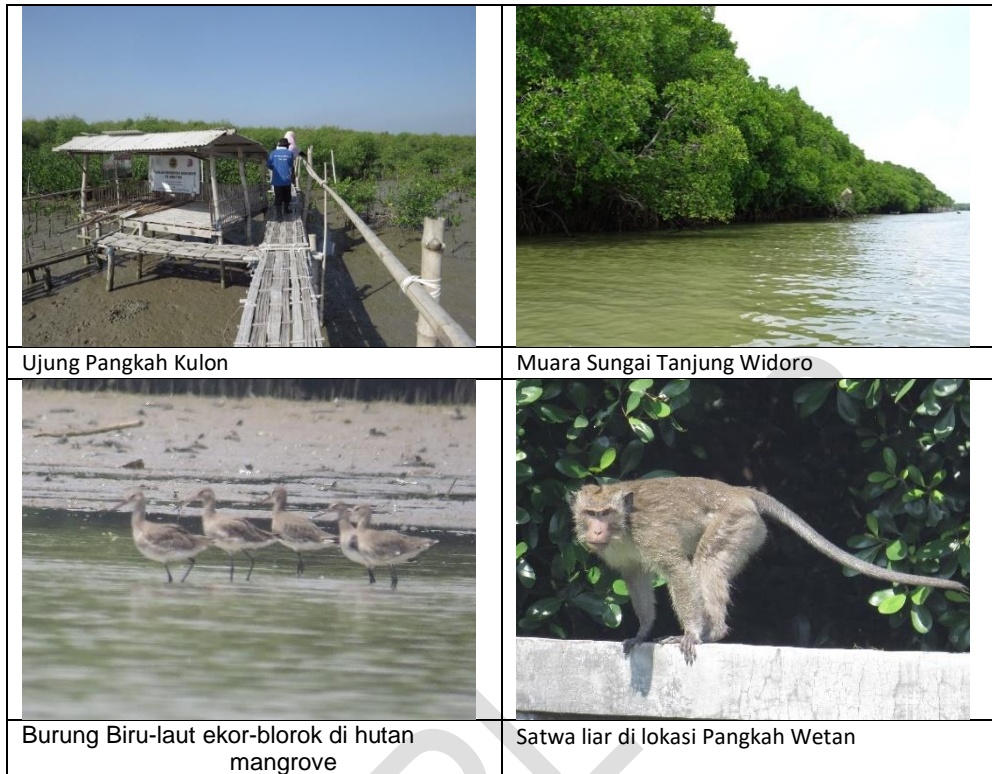 Ujung Pangkah Kulon
Muara Sungai Tanjung Widoro
Burung Biru-laut ekor-blorok di hutan
mangrove
Satwa liar di lokasi Pangkah Wetan